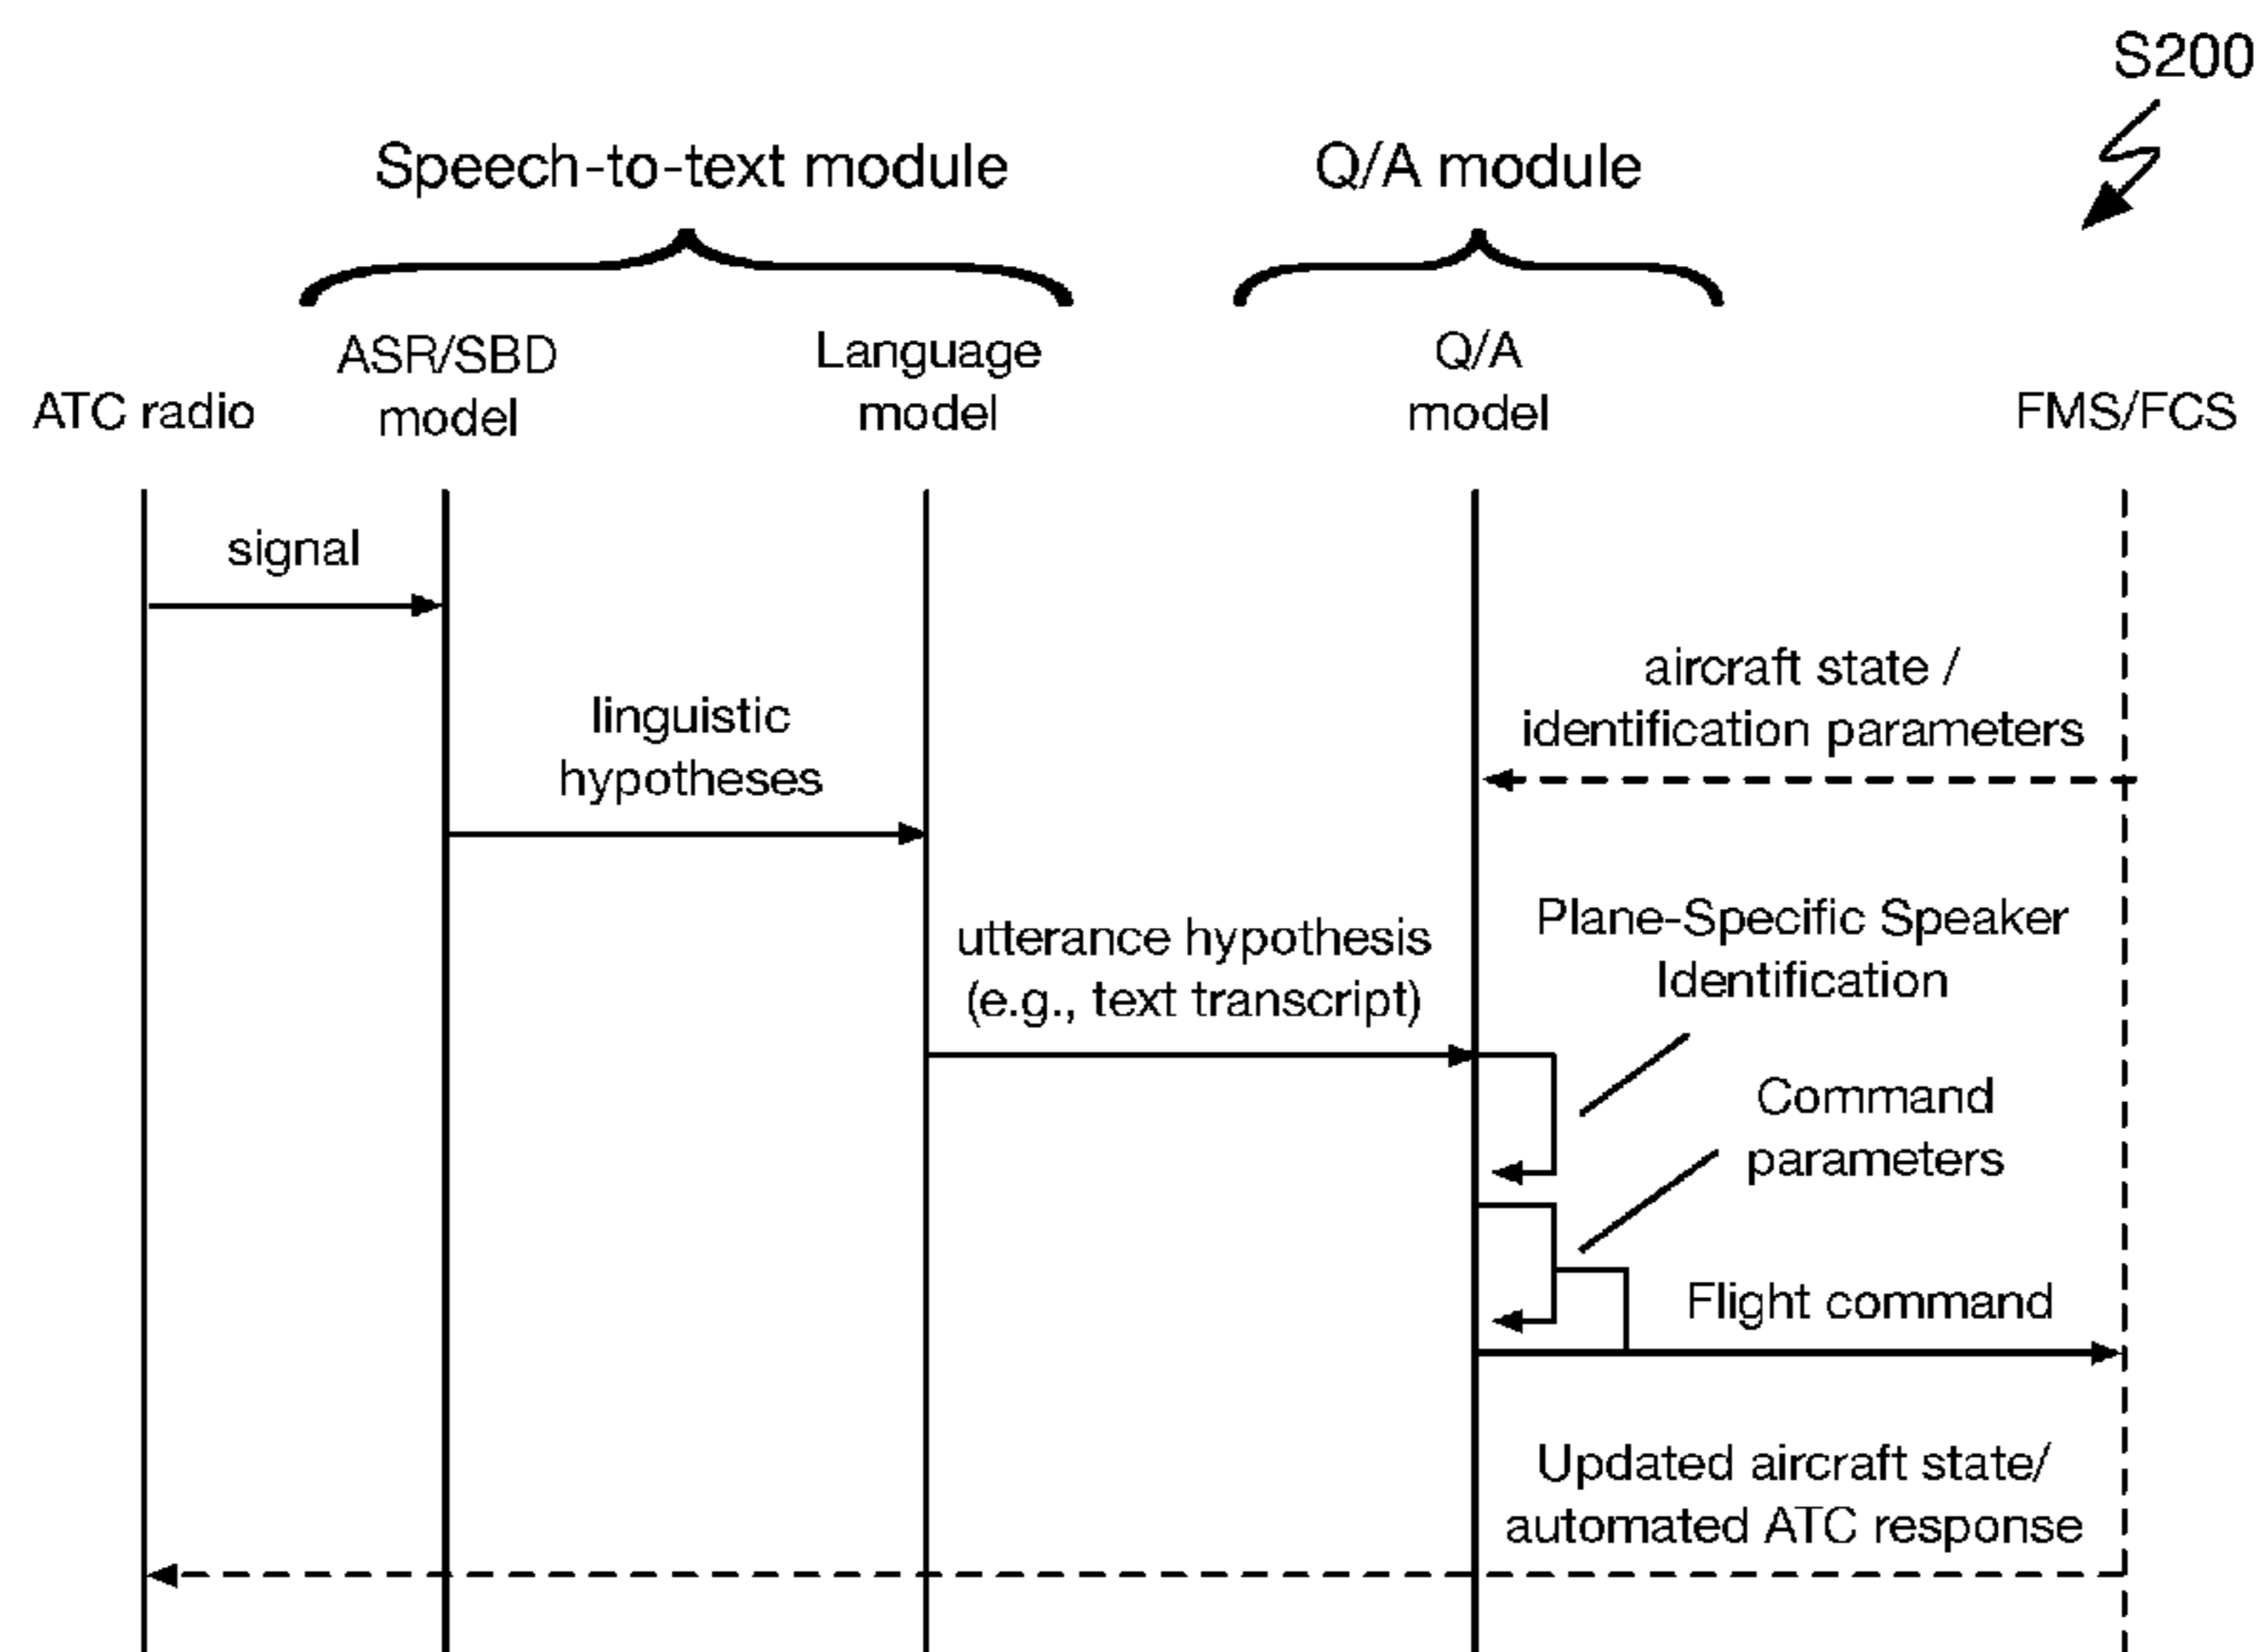 S200
Speech-to-text module
Q/A module
ATC radio
ASR/SBD
model
Language
model
Q/A
model
FMS/FCS
signal
aircraft state /
identification parameters
linguistic
hypotheses
Plane-Specific Speaker
Identification
utterance hypothesis
(e.g., text transcript)
Command
parameters
Flight command
Updated aircraft state/
automated ATC response